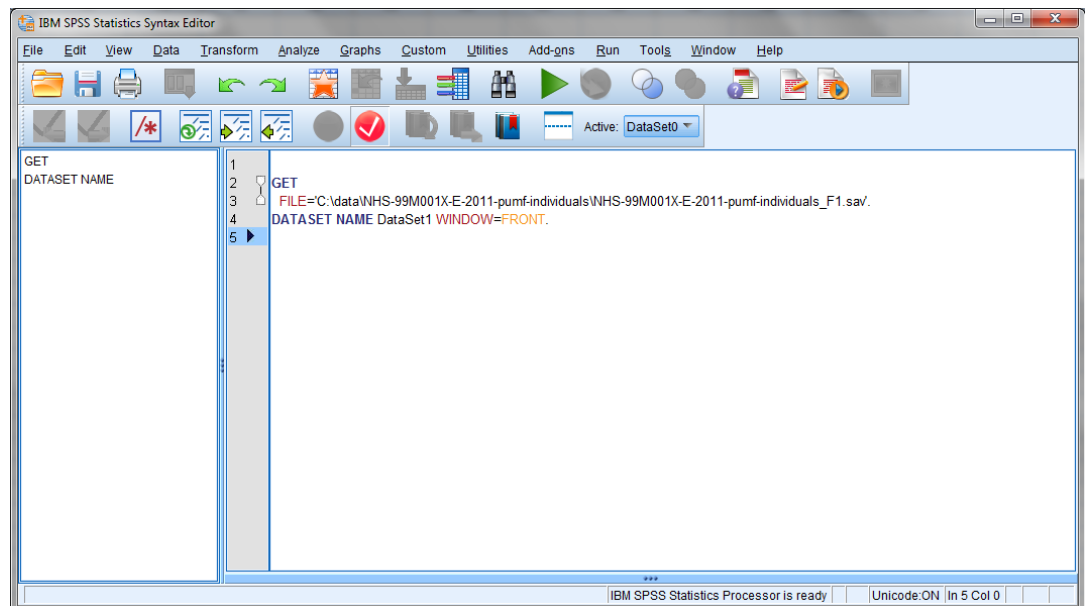 IBM SPSS Statistics Syntax Editor
File Edit View Data Transform Analyze Graphs Custom Utilities Add-ons Run Tools Window Help
Active: DataSet0
GET
DATASET NAME
1
2 GET
3 FILE='C:\data\NHS-99M001X-E-2011-pumf-individuals\NHS-99M001X-E-2011-pumf-individuals_F1.sav'.
4 DATASET NAME DataSet1 WINDOW=FRONT.
5
IBM SPSS Statistics Processor is ready Unicode:ON In 5 Col 0